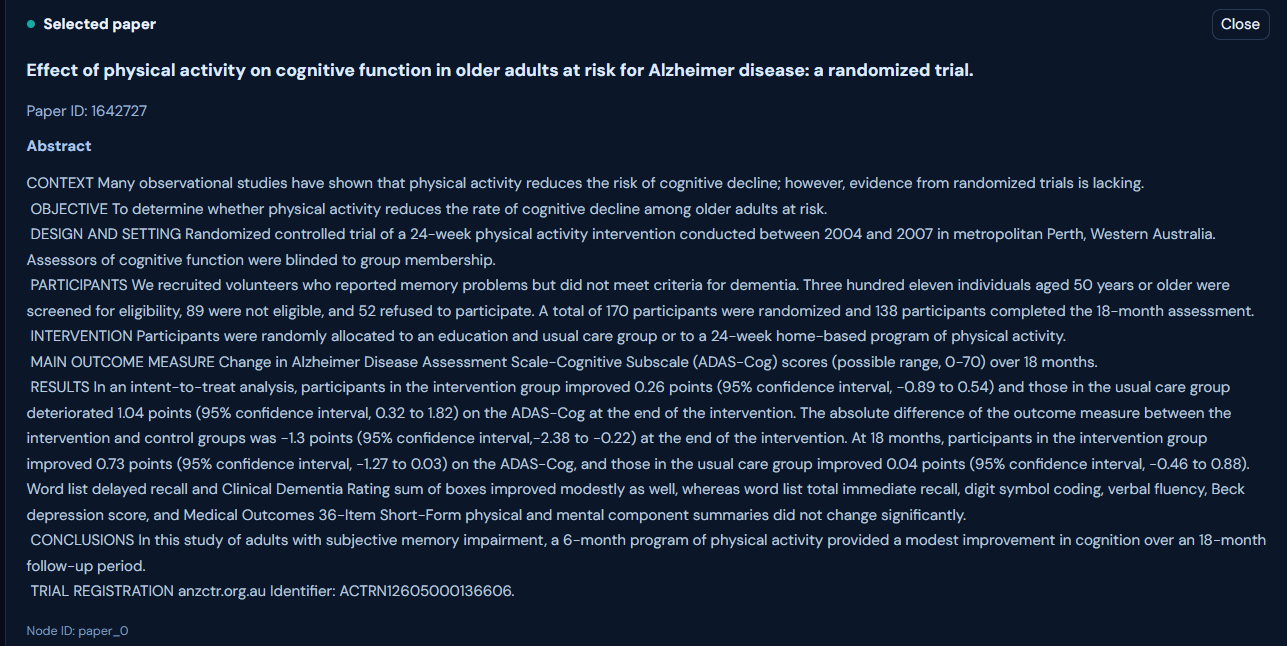 Selected paper
Close
Effect of physical activity on cognitive function in older adults at risk for Alzheimer disease: a randomized trial.
Paper ID: 1642727
Abstract
CONTEXT Many observational studies have shown that physical activity reduces the risk of cognitive decline; however, evidence from randomized trials is lacking.
OBJECTIVE To determine whether physical activity reduces the rate of cognitive decline among older adults at risk.
DESIGN AND SETTING Randomized controlled trial of a 24-week physical activity intervention conducted between 2004 and 2007 in metropolitan Perth, Western Australia.
Assessors of cognitive function were blinded to group membership.
PARTICIPANTS We recruited volunteers who reported memory problems but did not meet criteria for dementia. Three hundred eleven individuals aged 50 years or older were
screened for eligibility, 89 were not eligible, and 52 refused to participate. A total of 170 participants were randomized and 138 participants completed the 18-month assessment.
INTERVENTION Participants were randomly allocated to an education and usual care group or to a 24-week home-based program of physical activity.
MAIN OUTCOME MEASURE Change in Alzheimer Disease Assessment Scale-Cognitive Subscale (ADAS-Cog) scores (possible range, 0-70) over 18 months.
RESULTS In an intent-to-treat analysis, participants in the intervention group improved 0.26 points (95% confidence interval, -0.89 to 0.54) and those in the usual care group
deteriorated 1.04 points (95% confidence interval, 0.32 to 1.82) on the ADAS-Cog at the end of the intervention. The absolute difference of the outcome measure between the
intervention and control groups was -1.3 points (95% confidence interval,-2.38 to -0.22) at the end of the intervention. At 18 months, participants in the intervention group
improved 0.73 points (95% confidence interval, -1.27 to 0.03) on the ADAS-Cog, and those in the usual care group improved 0.04 points (95% confidence interval, -0.46 to 0.88).
Word list delayed recall and Clinical Dementia Rating sum of boxes improved modestly as well, whereas word list total immediate recall, digit symbol coding, verbal fluency, Beck
depression score, and Medical Outcomes 36-Item Short-Form physical and mental component summaries did not change significantly.
CONCLUSIONS In this study of adults with subjective memory impairment, a 6-month program of physical activity provided a modest improvement in cognition over an 18-month
follow-up period.
TRIAL REGISTRATION anzctr.org.au Identifier: ACTRN12605000136606.
Node ID: paper_0